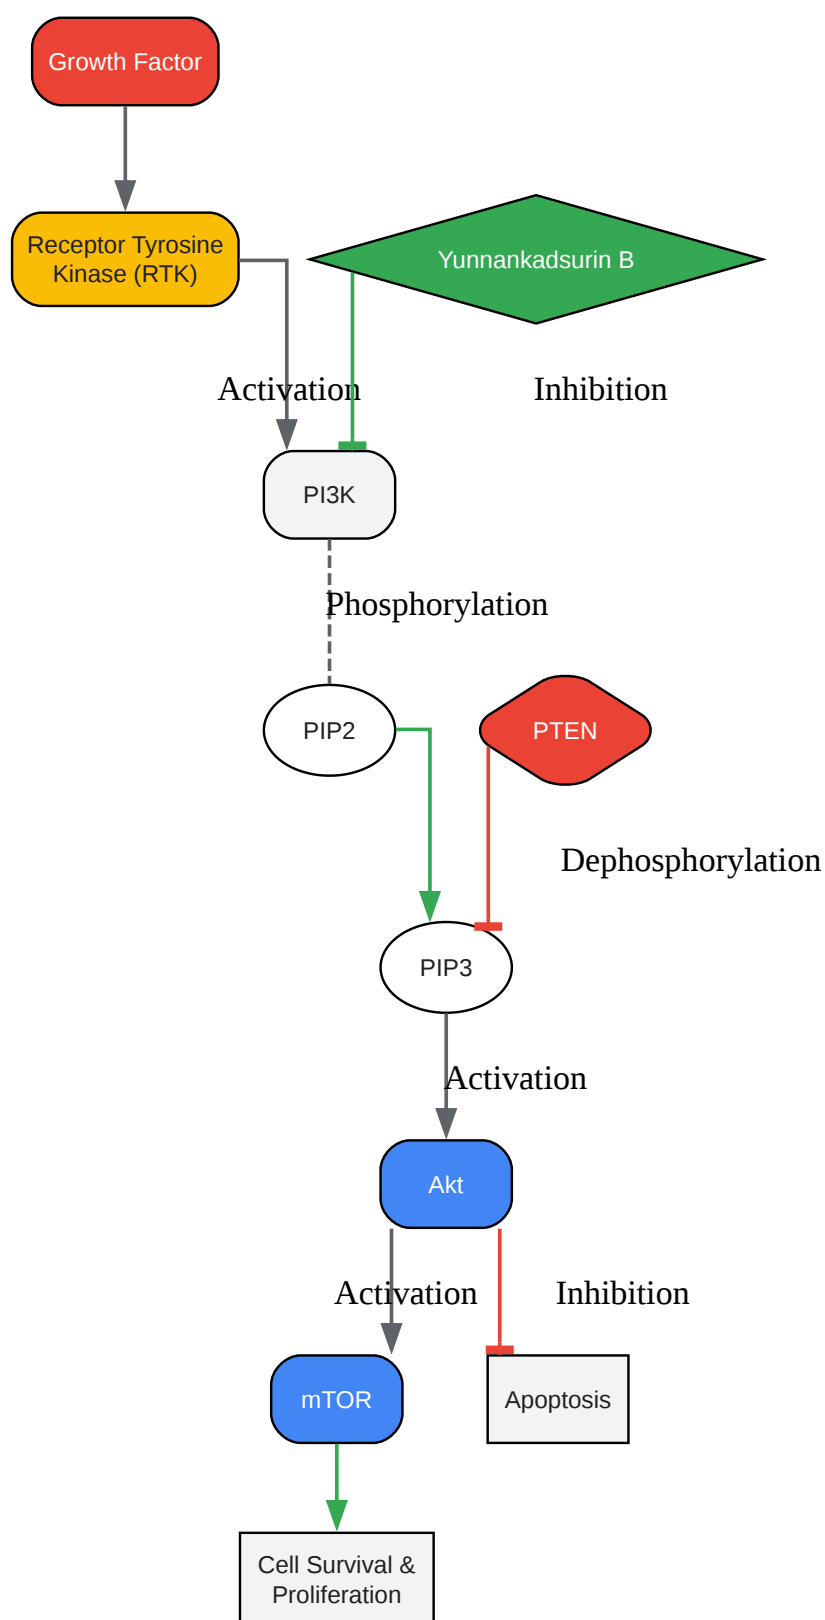 Growth Factor
Receptor Tyrosine
Kinase (RTK)
Yunnankadsurin B
Activation
Inhibition
PI3K
Phosphorylation
PIP2
PTEN
Dephosphorylation
PIP3
Activation
Akt
Activation
Inhibition
mTOR
Apoptosis
Cell Survival &
Proliferation